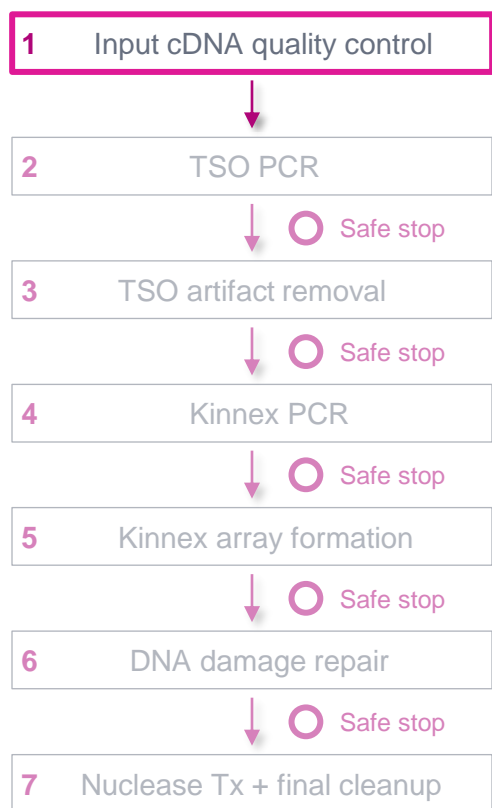 1 Input cDNA quality control
2 TSO PCR
Safe stop
3 TSO artifact removal
Safe stop
4 Kinnex PCR
Safe stop
5 Kinnex array formation
Safe stop
6 DNA damage repair
Safe stop
7 Nuclease Tx + final cleanup